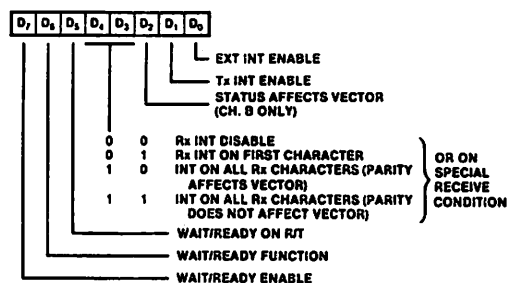 D7 D6 D5 D4 D3 D2 D1 D0
EXT INT ENABLE
Tx INT ENABLE
STATUS AFFECTS VECTOR
(CH. B ONLY)
0 0 Rx INT DISABLE
0 1 Rx INT ON FIRST CHARACTER
1 0 INT ON ALL Rx CHARACTERS (PARITY
AFFECTS VECTOR)
1 1 INT ON ALL Rx CHARACTERS (PARITY
DOES NOT AFFECT VECTOR)
OR ON
SPECIAL
RECEIVE
CONDITION
WAIT/READY ON R/T
WAIT/READY FUNCTION
WAIT/READY ENABLE